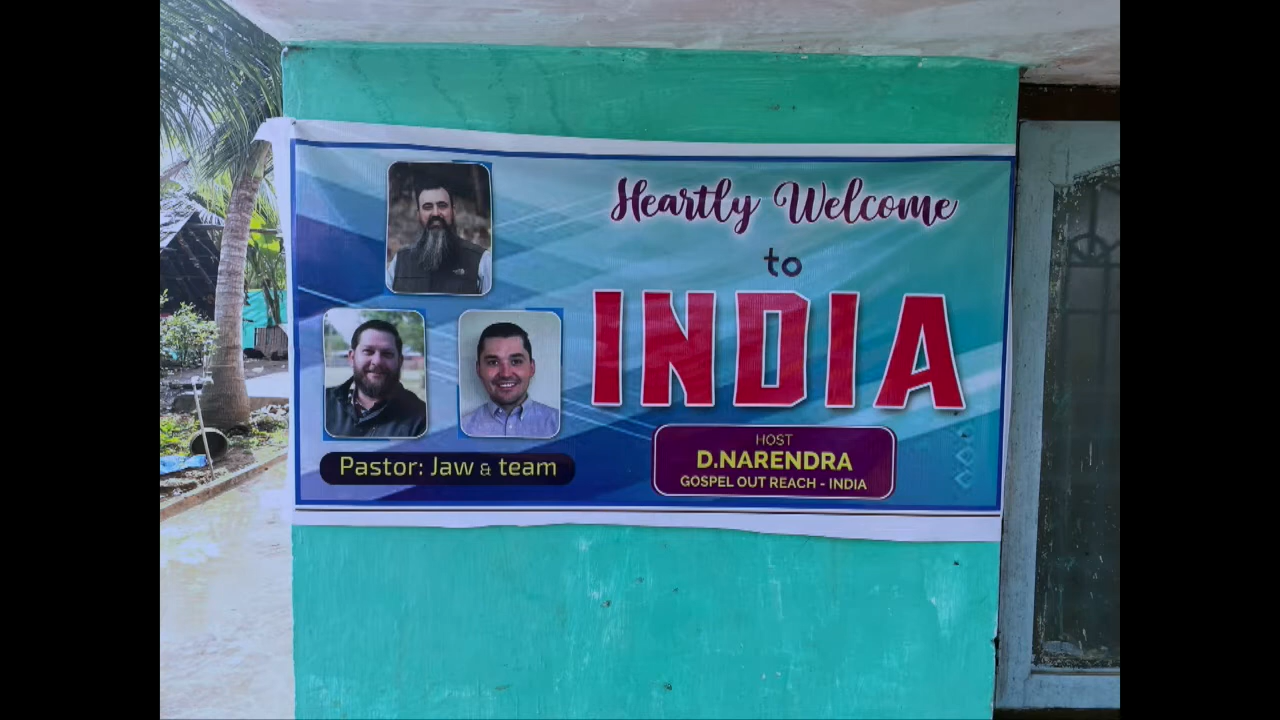 Heartly Welcome
to
INDIA
Pastor: Jaw & team
HOST
D.NARENDRA
GOSPEL OUT REACH - INDIA